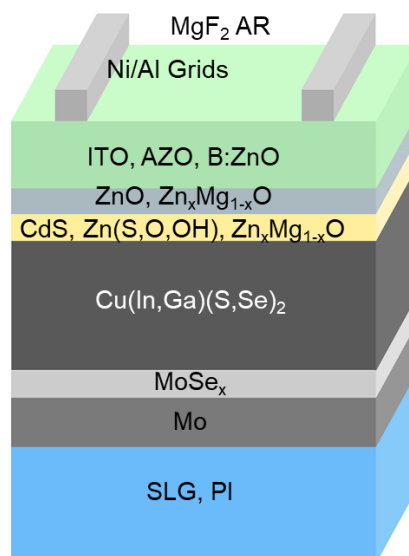 MgF₂ AR
Ni/Al Grids
ITO, AZO, B:ZnO
ZnO, ZnₓMg₁₋ₓO
CdS, Zn(S,O,OH), ZnₓMg₁₋ₓO
Cu(In,Ga)(S,Se)₂
MoSeₓ
Mo
SLG, PI